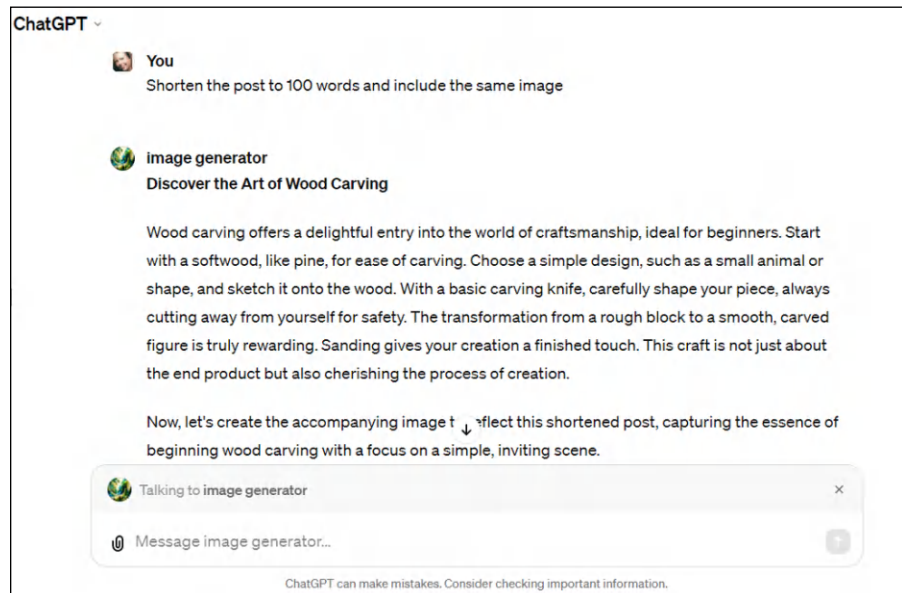 ChatGPT
You
Shorten the post to 100 words and include the same image
image generator
Discover the Art of Wood Carving
Wood carving offers a delightful entry into the world of craftsmanship, ideal for beginners. Start
with a softwood, like pine, for ease of carving. Choose a simple design, such as a small animal or
shape, and sketch it onto the wood. With a basic carving knife, carefully shape your piece, always
cutting away from yourself for safety. The transformation from a rough block to a smooth, carved
figure is truly rewarding. Sanding gives your creation a finished touch. This craft is not just about
the end product but also cherishing the process of creation.
Now, let's create the accompanying image t eflect this shortened post, capturing the essence of
beginning wood carving with a focus on a simple, inviting scene.
Talking to image generator
Message image generator...
ChatGPT can make mistakes. Consider checking important information.